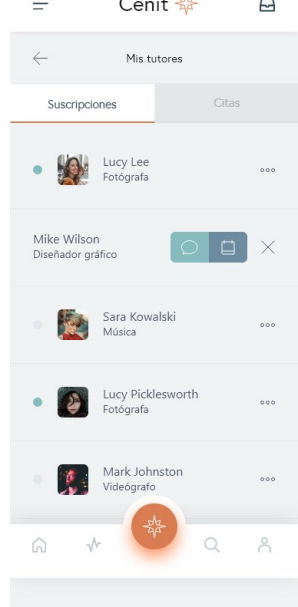 Cenit
Mis tutores
Suscripciones
Citas
Lucy Lee
Fotógrafa
Mike Wilson
Diseñador gráfico
Sara Kowalski
Música
Lucy Picklesworth
Fotógrafa
Mark Johnston
Videógrafo